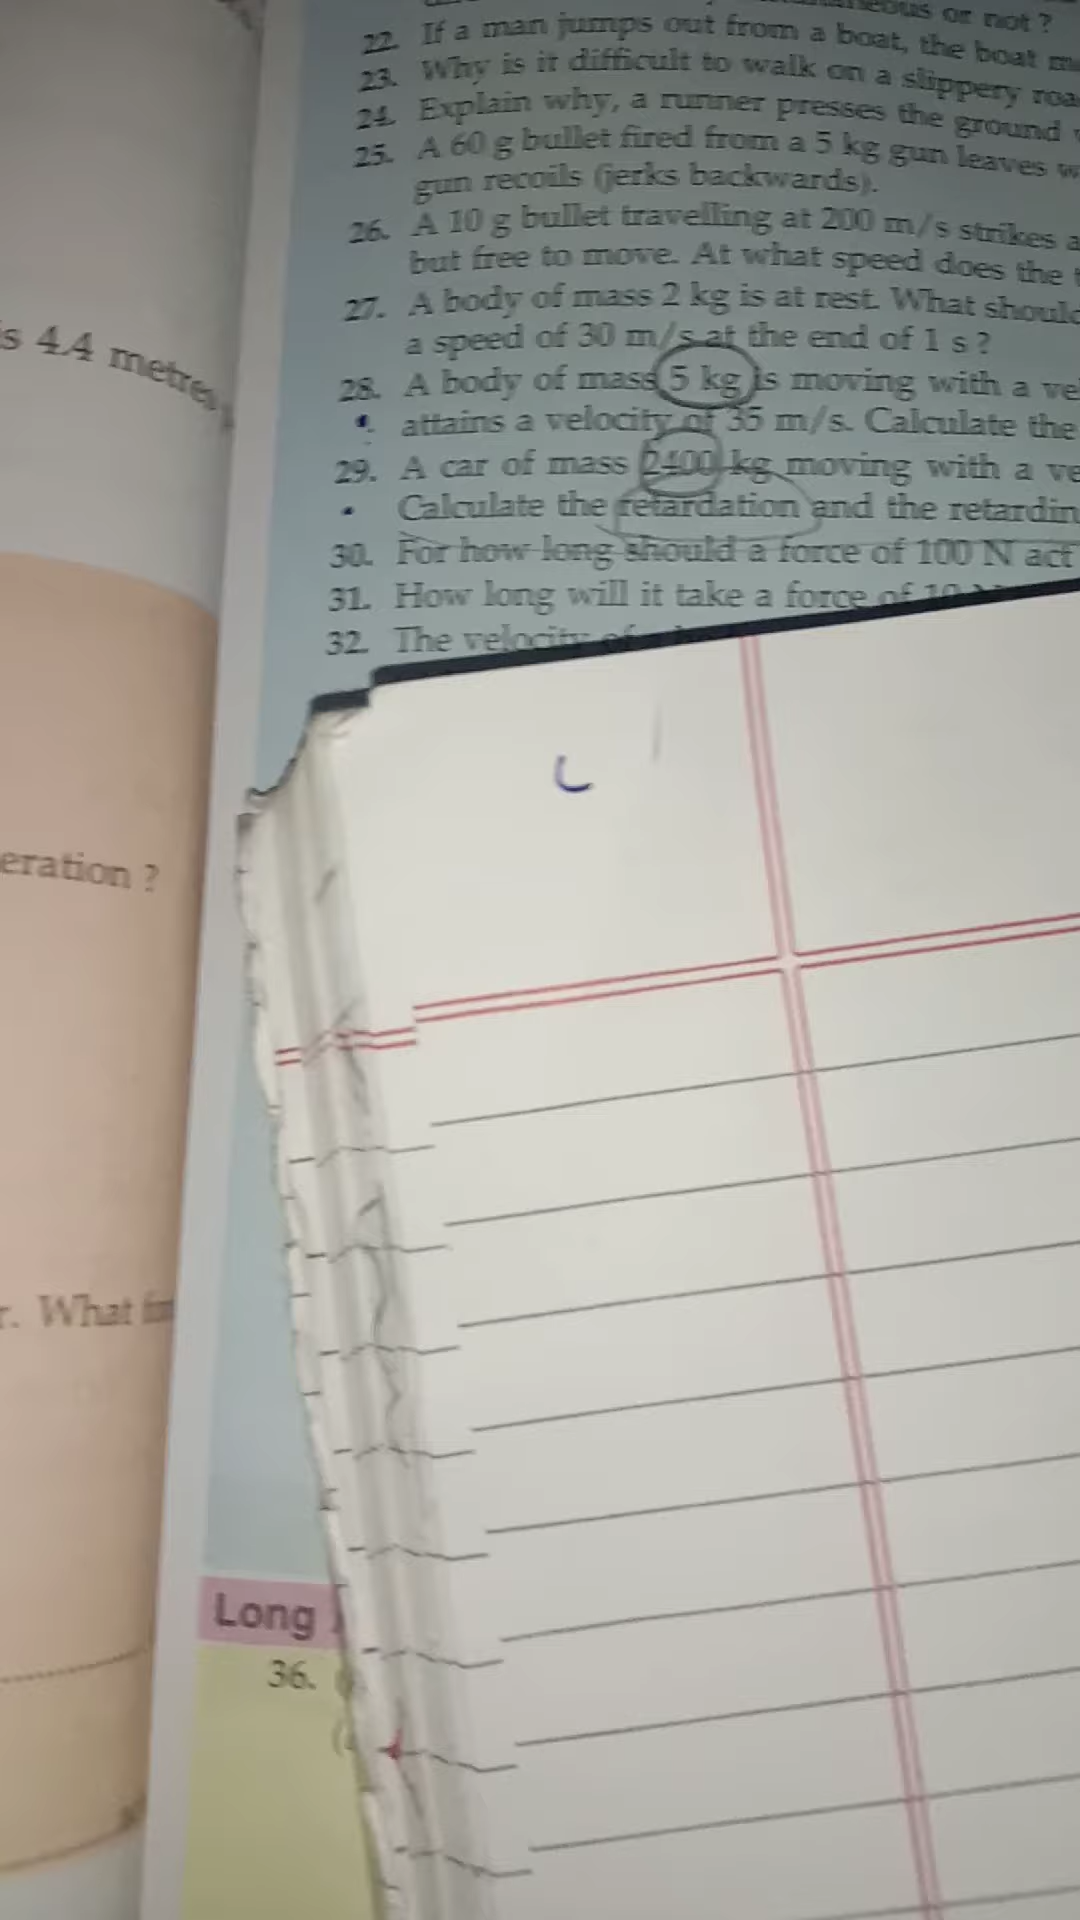 or not ?
22. If a man jumps out from a boat, the boat
23. Why is it difficult to walk on a slippery
24. Explain why, a runner presses the ground
25. A 60 g bullet fired from a 5 kg gun leaves
gun recoils (jerks backwards).
26. A 10 g bullet travelling at 200 m/s strikes
but free to move. At what speed does the
27. A body of mass 2 kg is at rest. What should
a speed of 30 m/s at the end of 1 s ?
28. A body of mass 5 kg is moving with a
attains a velocity of 35 m/s. Calculate the
29. A car of mass 2400 kg moving with a
Calculate the retardation and the
30. For how long should a force of 100 N act
31. How long will it take a force of 10
32. The velocity of
4.4 metres
eration ?
. What
Long
36.